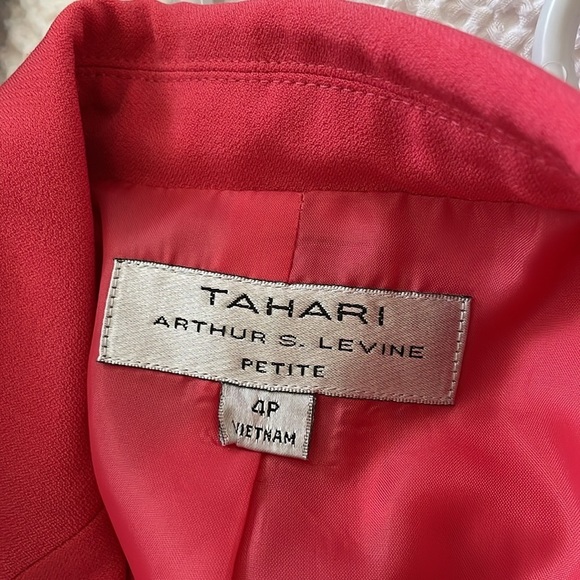 TAHARI
ARTHUR S. LEVINE
PETITE
4P
VIETNAM